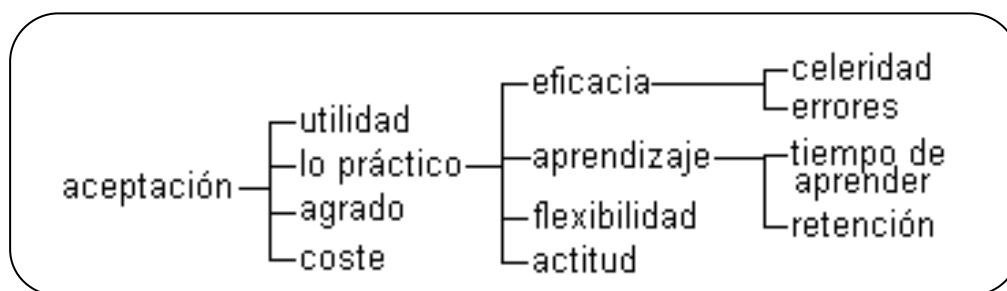 aceptación
utilidad
lo práctico
agrado
coste
eficacia
aprendizaje
flexibilidad
actitud
celeridad
errores
tiempo de
aprender
retención